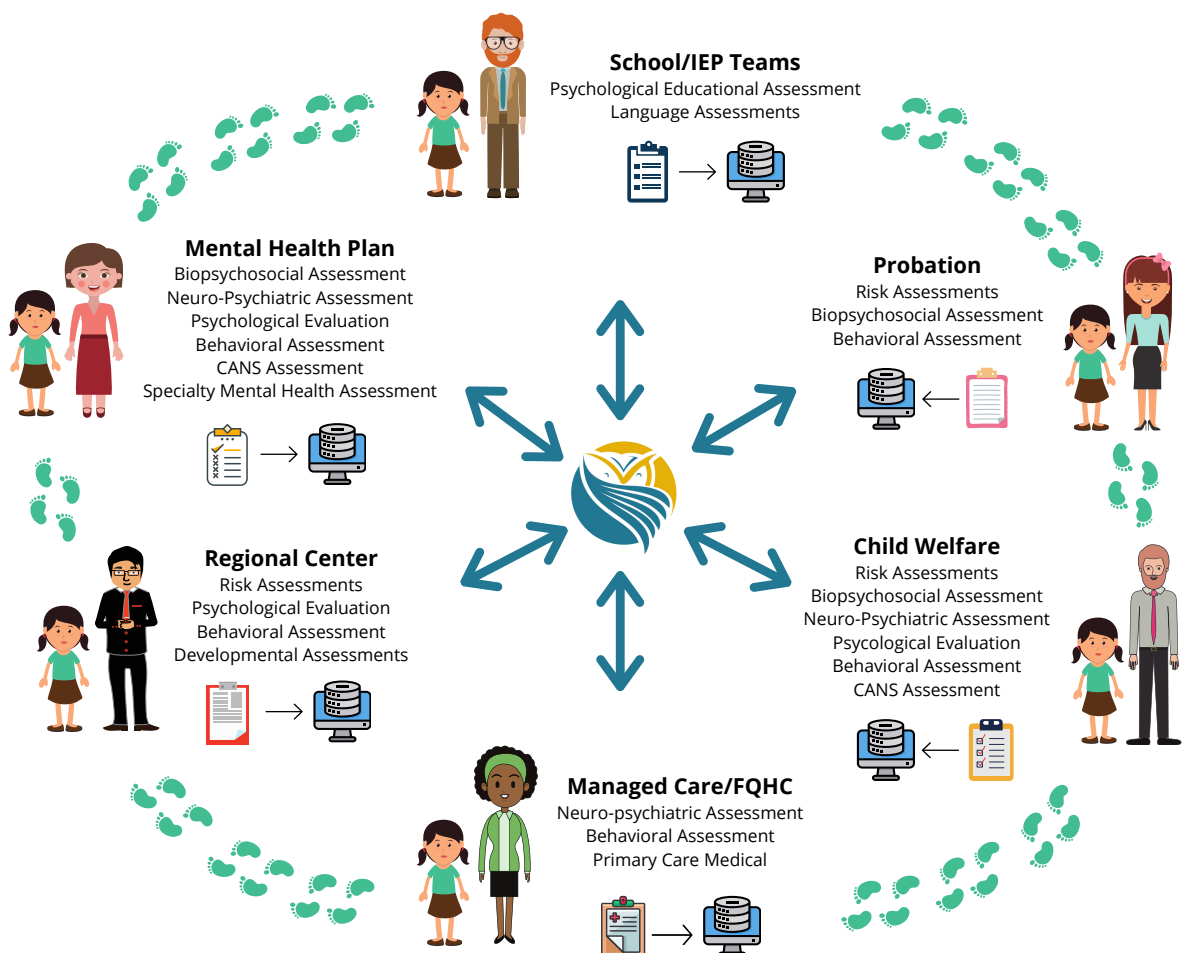 School/IEP Teams
Psychological Educational Assessment
Language Assessments
Mental Health Plan
Biopsychosocial Assessment
Neuro-Psychiatric Assessment
Psychological Evaluation
Behavioral Assessment
CANS Assessment
Specialty Mental Health Assessment
Probation
Risk Assessments
Biopsychosocial Assessment
Behavioral Assessment
Regional Center
Risk Assessments
Psychological Evaluation
Behavioral Assessment
Developmental Assessments
Child Welfare
Risk Assessments
Biopsychosocial Assessment
Neuro-Psychiatric Assessment
Psycological Evaluation
Behavioral Assessment
CANS Assessment
Managed Care/FQHC
Neuro-psychiatric Assessment
Behavioral Assessment
Primary Care Medical